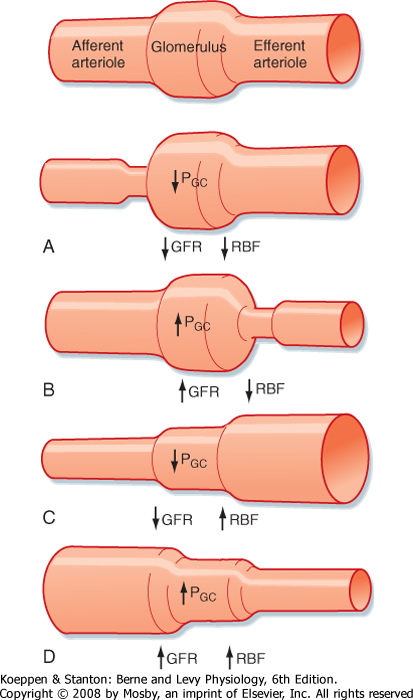 Afferent arteriole Glomerulus Efferent arteriole
↓PGC
A
↓GFR ↓RBF
↑PGC
B
↑GFR ↓RBF
↓PGC
C
↓GFR ↑RBF
↑PGC
D
↑GFR ↑RBF
Koeppen & Stanton: Berne and Levy Physiology, 6th Edition.
Copyright © 2008 by Mosby, an imprint of Elsevier, Inc. All rights reserved